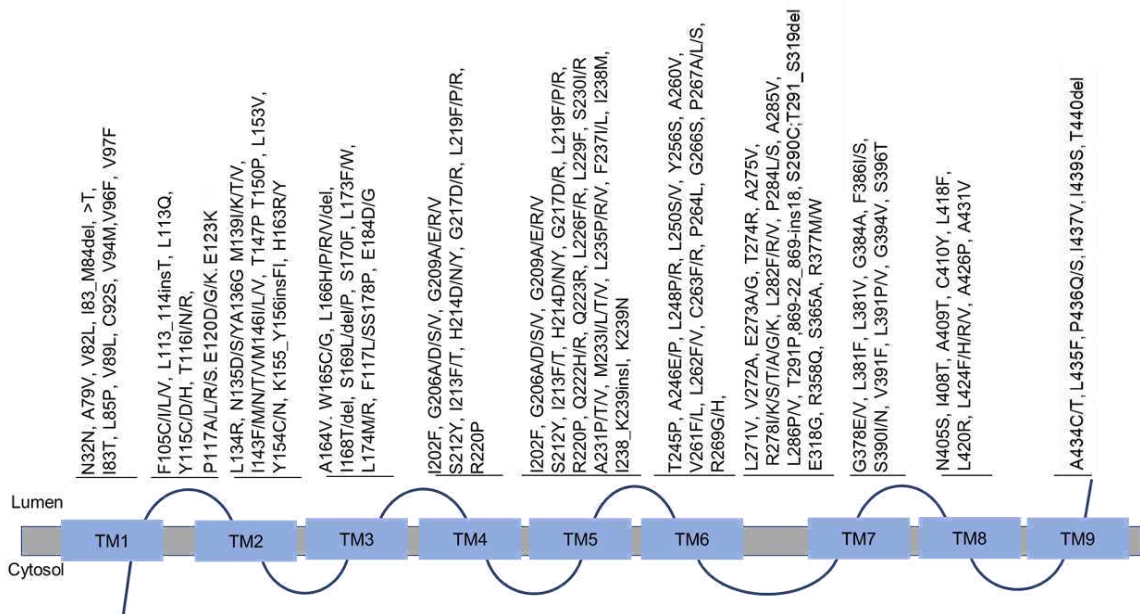 N32N, A79V, V82L, I83_M84del, >T,
I83T, L85P, V89L, C92S, V94M,V96F, V97F
F105C/II/L/V, L113_114insT, L113Q,
Y115C/D/H, T116I/N/R,
P117A/L/R/S. E120D/G/K. E123K
L134R, N135D/S/YA136G M139I/K/T/V,
I143F/M/N/T/V/M146I/L/V, T147P T150P, L153V,
Y154C/N, K155_Y156insFI, H163R/Y
A164V, W165C/G, L166H/P/R/V/del,
I168T/del, S169L/del/P, S170F, L173F/W,
L174M/R, F117L/SS178P, E184D/G
I202F, G206A/D/S/V, G209A/E/R/V
S212Y, I213F/T, H214D/N/Y, G217D/R, L219F/P/R,
R220P
I202F, G206A/D/S/V, G209A/E/R/V
S212Y, I213F/T, H214D/N/Y, G217D/R, L219F/P/R,
R220P, Q222H/R, Q223R, L226F/R, L229F, S230I/R
A231P/T/V, M233I/L/T/V, L235P/R/V, F237I/L, I238M,
I238_K239insI, K239N
T245P, A246E/P, L248P/R, L250S/V, Y256S, A260V,
V261F/L, L262F/V, C263F/R, P264L, G266S, P267A/L/S,
R269G/H,
L271V, V272A, E273A/G, T274R, A275V,
R278I/K/S/T/A/G/K, L282F/R/V, P284L/S, A285V,
L286P/V, T291P,869-22_869-ins18, S290C;T291_S319del
E318G, R358Q, S365A, R377M/W
G378E/V, L381F, L381V, G384A, F386I/S,
S390I/N, V391F, L391P/V, G394V, S396T
N405S, I408T, A409T, C410Y, L418F,
L420R, L424F/H/R/V, A426P, A431V
A434C/T, L435F, P436Q/S, I437V, I439S, T440del
Lumen
TM1 TM2 TM3 TM4 TM5 TM6 TM7 TM8 TM9
Cytosol